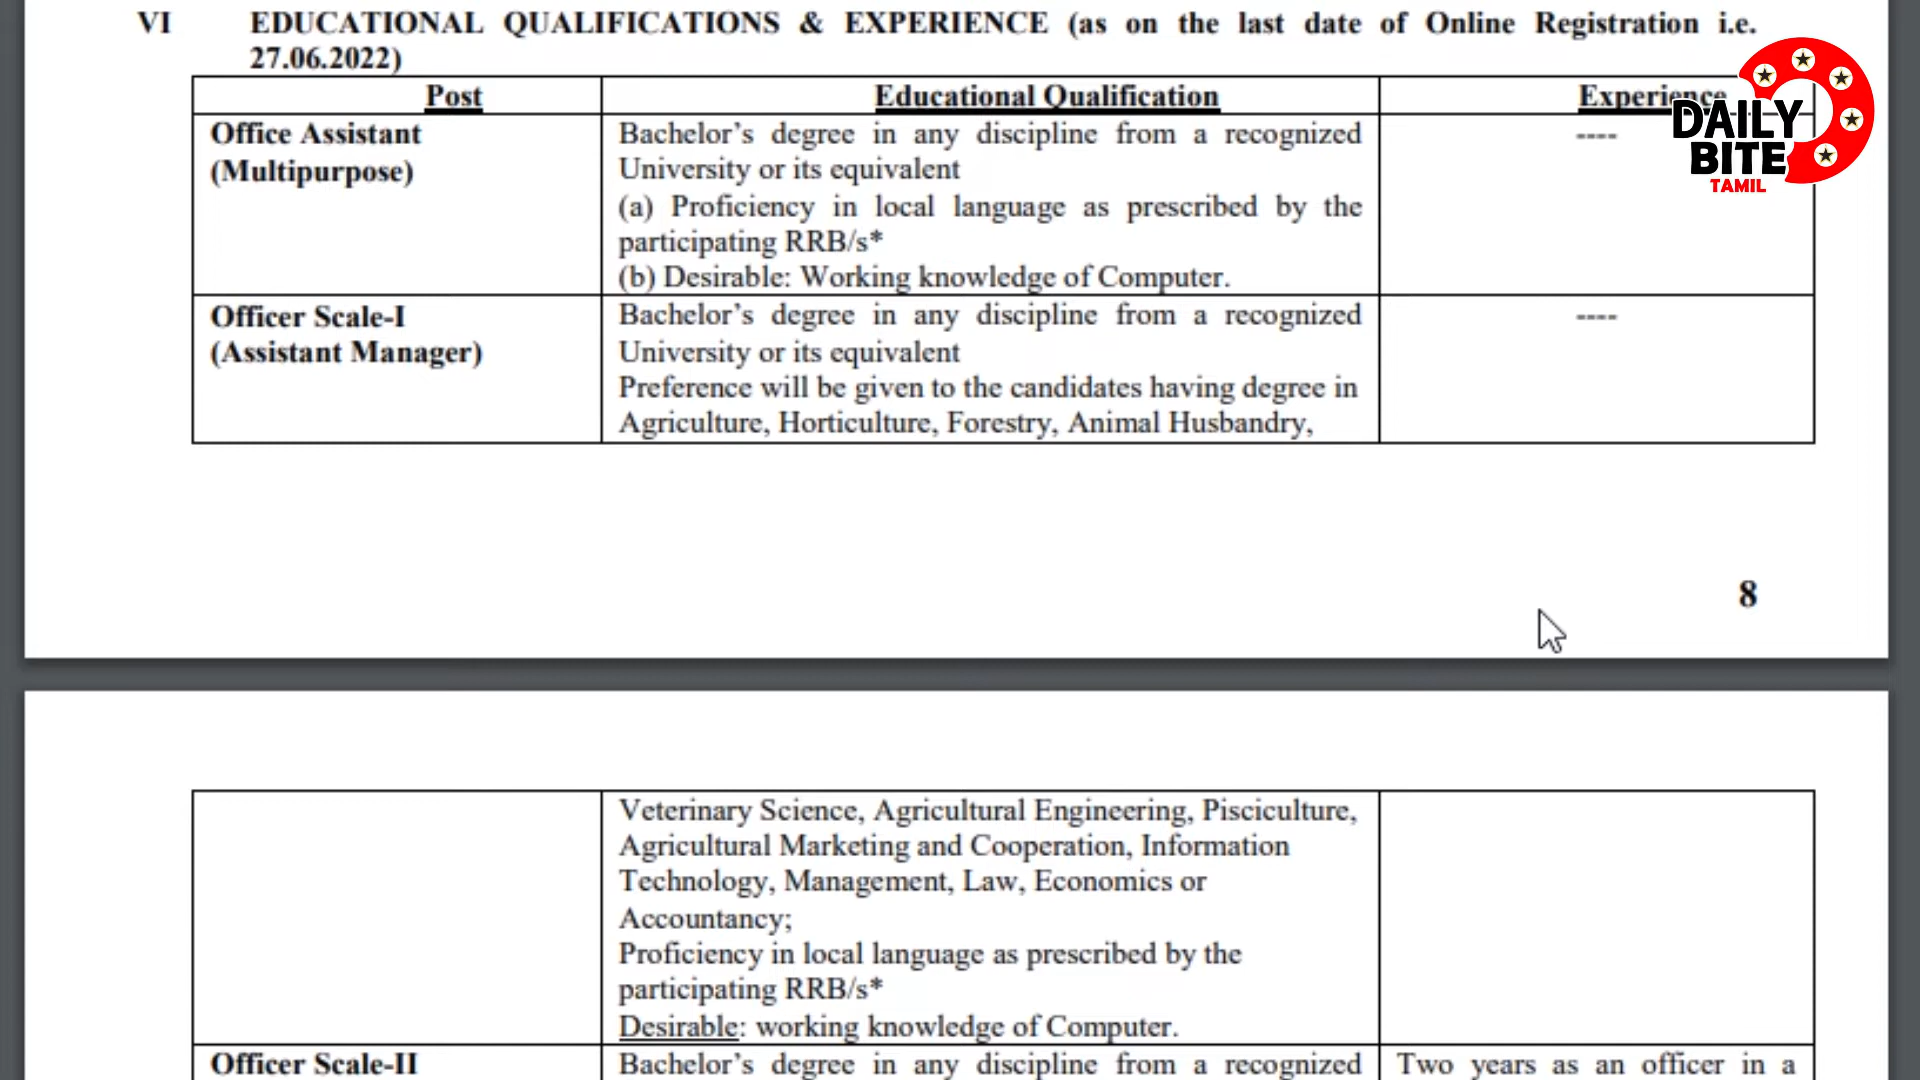 VI EDUCATIONAL QUALIFICATIONS & EXPERIENCE (as on the last date of Online Registration i.e.
27.06.2022)
Post Educational Qualification Experience
Office Assistant
(Multipurpose)
Bachelor's degree in any discipline from a recognized
University or its equivalent
(a) Proficiency in local language as prescribed by the
participating RRB/s*
(b) Desirable: Working knowledge of Computer.
----
Officer Scale-I
(Assistant Manager)
Bachelor's degree in any discipline from a recognized
University or its equivalent
Preference will be given to the candidates having degree in
Agriculture, Horticulture, Forestry, Animal Husbandry,
----
DAILY
BITE
TAMIL
8
Veterinary Science, Agricultural Engineering, Pisciculture,
Agricultural Marketing and Cooperation, Information
Technology, Management, Law, Economics or
Accountancy;
Proficiency in local language as prescribed by the
participating RRB/s*
Desirable: working knowledge of Computer.
Officer Scale-II
Bachelor's degree in any discipline from a recognized
Two years as an officer in a